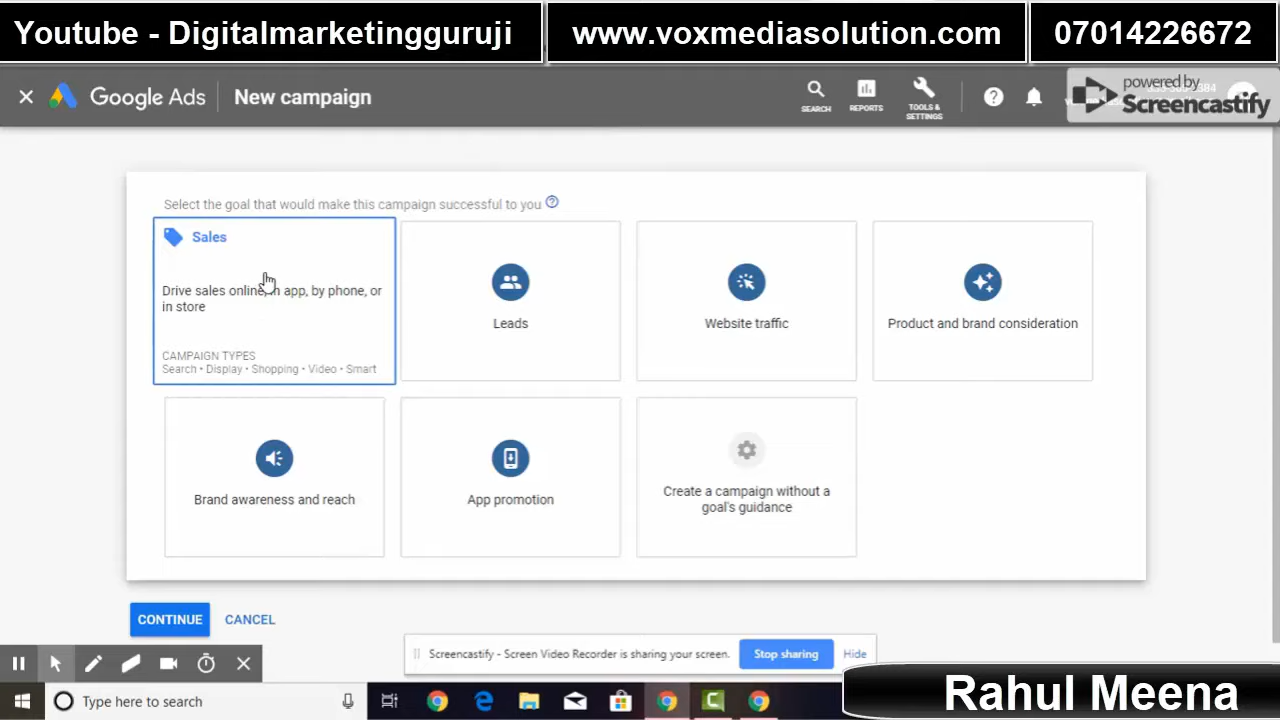 Youtube - Digitalmarketingguruji
www.voxmediasolution.com
07014226672
Google Ads
New campaign
SEARCH
REPORTS
TOOLS &
SETTINGS
powered by
Screencastify
Select the goal that would make this campaign successful to you
Sales
Drive sales online, in app, by phone, or
in store
CAMPAIGN TYPES
Search • Display • Shopping • Video • Smart
Leads
Website traffic
Product and brand consideration
Brand awareness and reach
App promotion
Create a campaign without a
goal's guidance
CONTINUE
CANCEL
Screencastify - Screen Video Recorder is sharing your screen.
Stop sharing
Hide
Type here to search
Rahul Meena